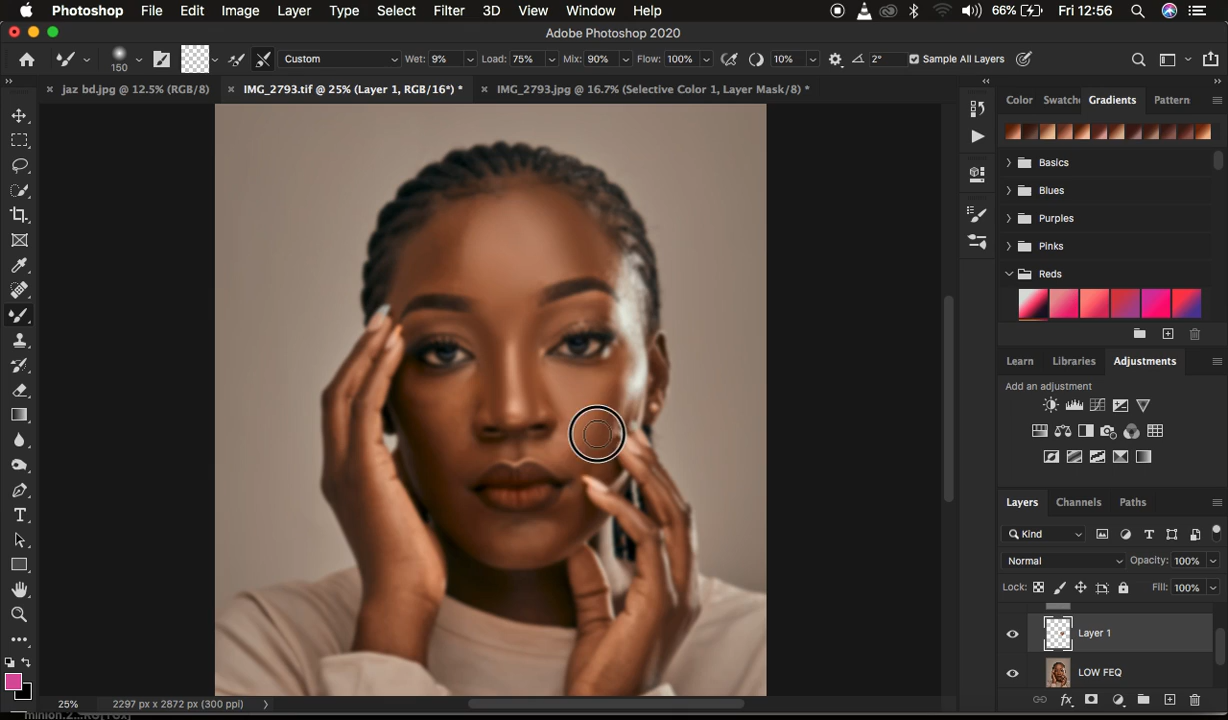 Photoshop File Edit Image Layer Type Select Filter 3D View Window Help 66% Fri 12:56
Adobe Photoshop 2020
150 Custom Wet: 9% Load: 75% Mix: 90% Flow: 100% 10% 2° Sample All Layers
jaz bd.jpg @ 12.5% (RGB/8) IMG_2793.tif @ 25% (Layer 1, RGB/16*) * IMG_2793.jpg @ 16.7% (Selective Color 1, Layer Mask/8) *
Color Swatche Gradients Pattern
Basics
Blues
Purples
Pinks
Reds
Learn Libraries Adjustments
Add an adjustment
Layers Channels Paths
Kind
Normal Opacity: 100%
Lock: Fill: 100%
Layer 1
LOW FEQ
25% 2297 px x 2872 px (300 ppi)